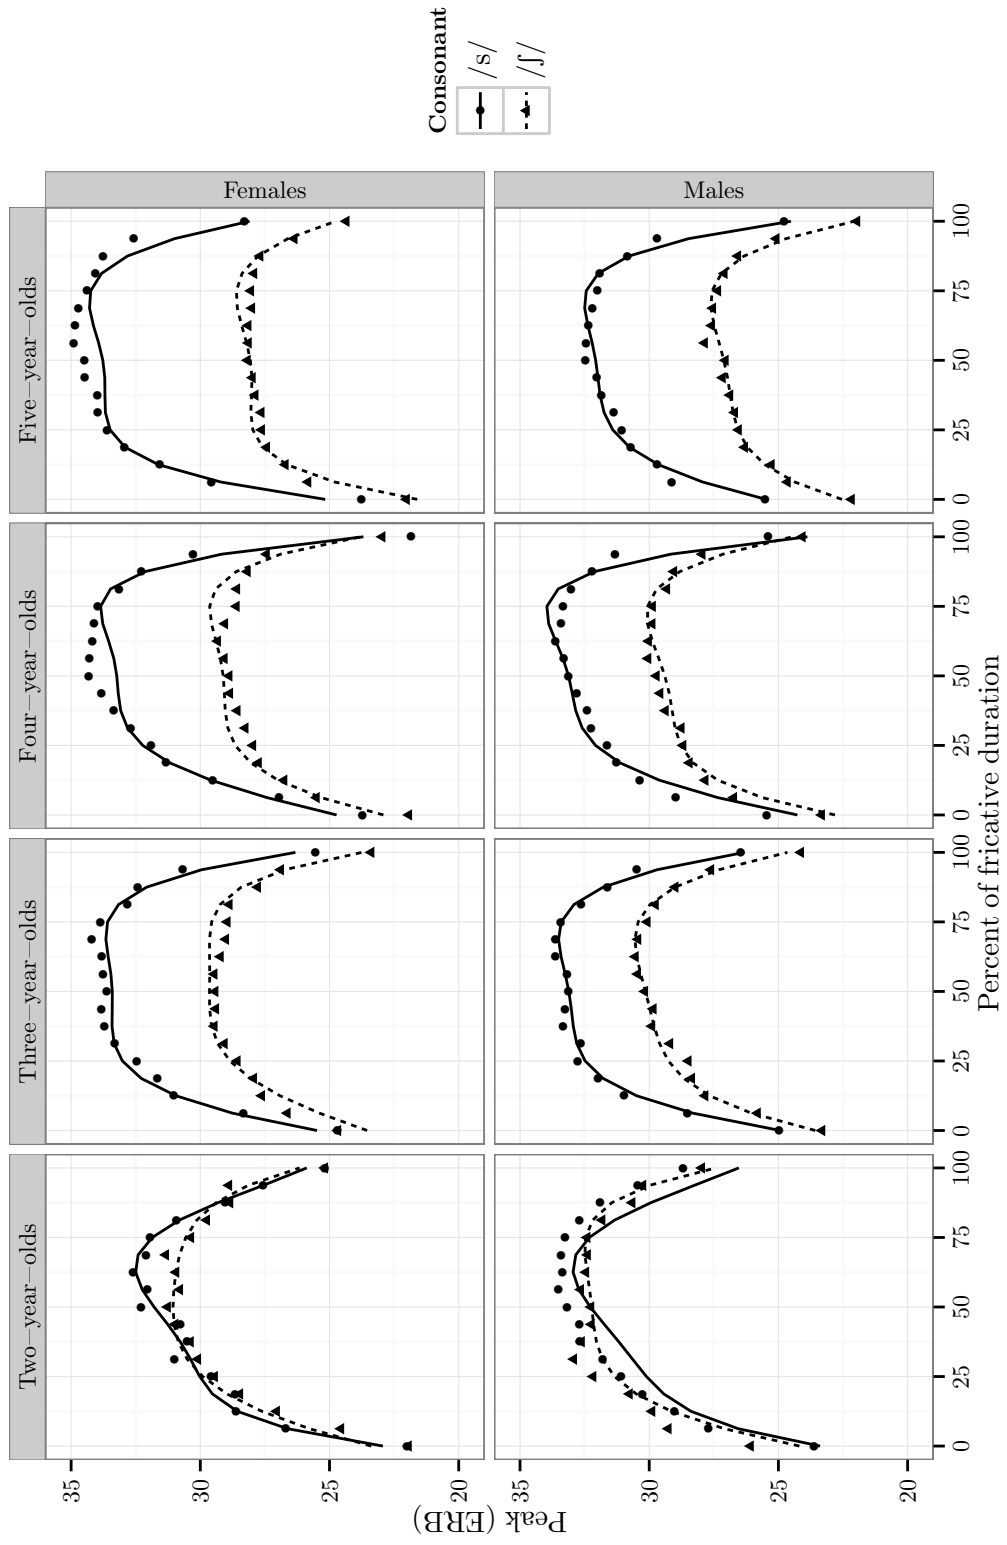 Two−year−olds
Three−year−olds
Four−year−olds
Five−year−olds
Females
Males
35
30
25
20
35
30
25
20
Peak (ERB)
0 25 50 75 100
0 25 50 75 100
0 25 50 75 100
0 25 50 75 100
Percent of fricative duration
Consonant
/s/
/ʃ/